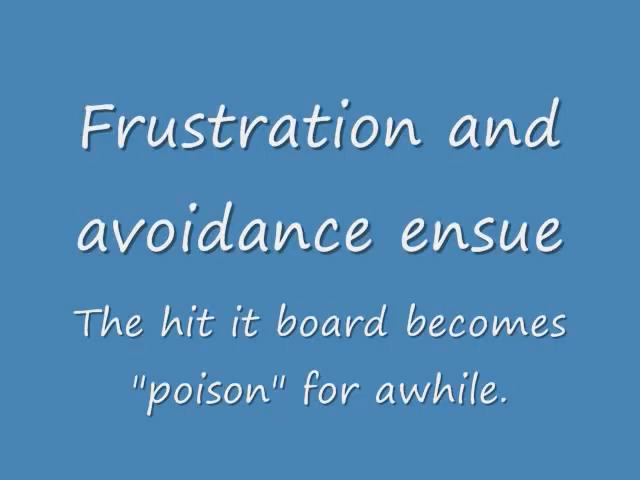 Frustration and
avoidance ensue
The hit it board becomes
"poison" for awhile.